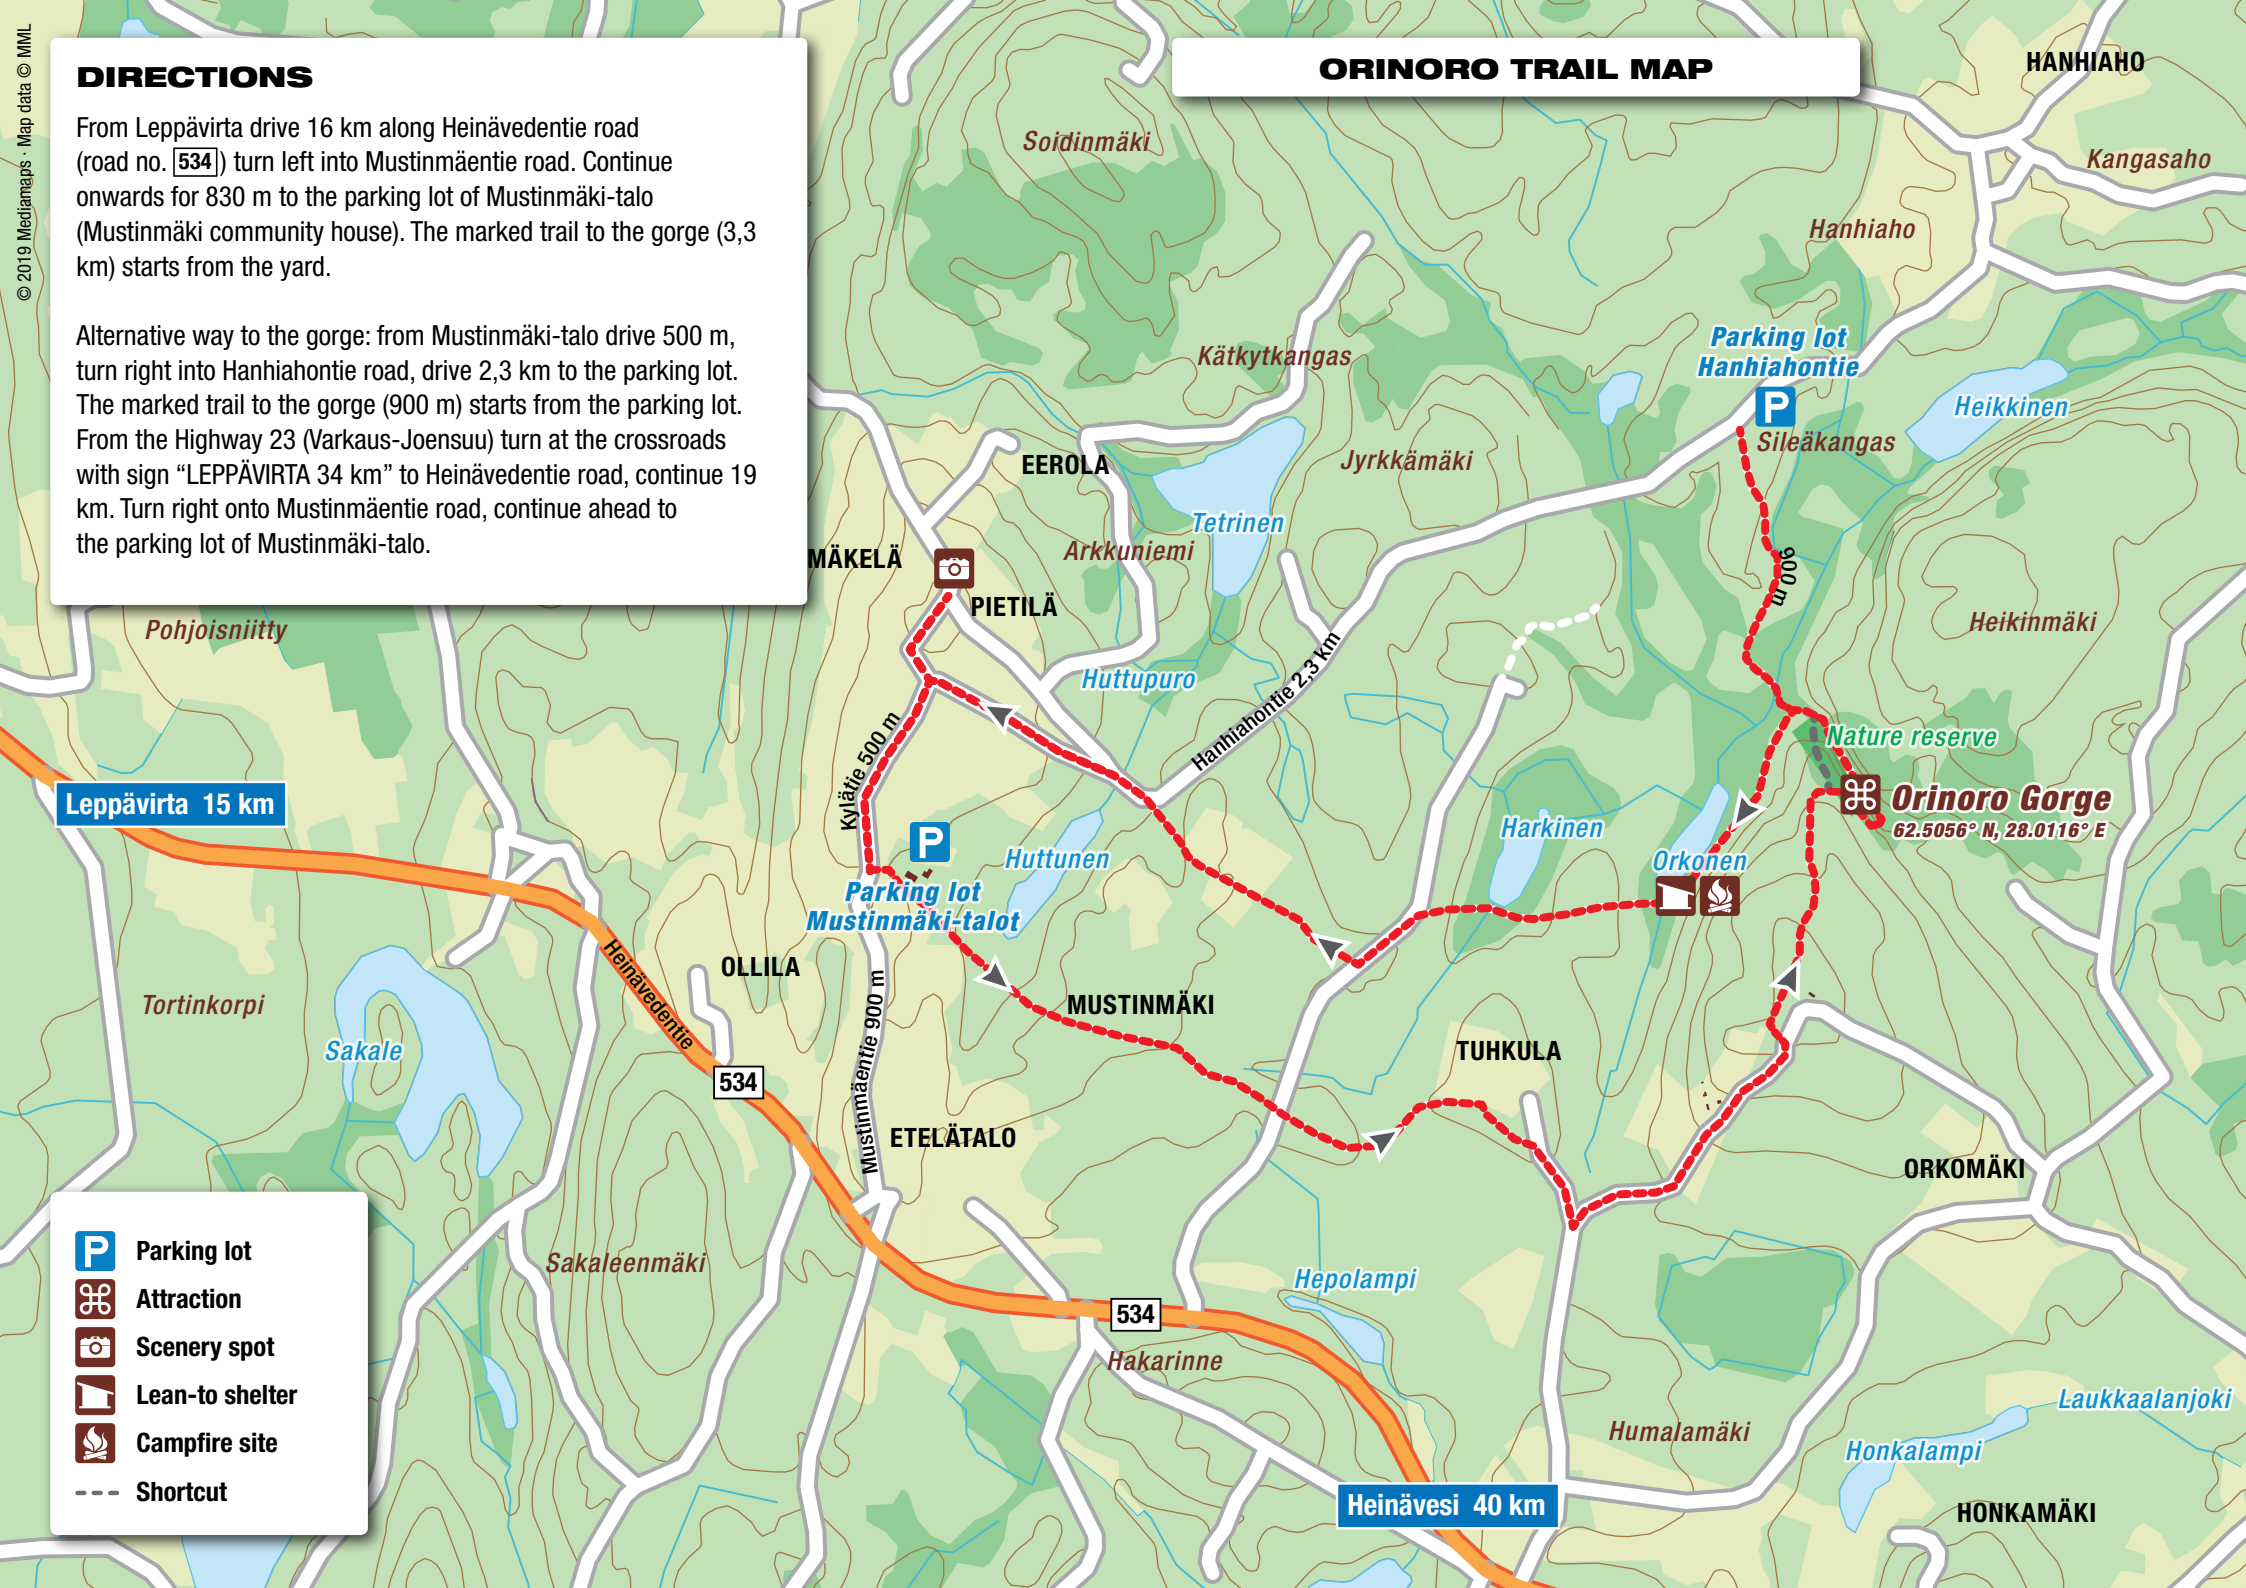 © 2019 Mediamaps · Map data © MML
DIRECTIONS
From Leppävirta drive 16 km along Heinävedentie road
(road no. 534) turn left into Mustinmäentie road. Continue
onwards for 830 m to the parking lot of Mustinmäki-talo
(Mustinmäki community house). The marked trail to the gorge (3,3
km) starts from the yard.
Alternative way to the gorge: from Mustinmäki-talo drive 500 m,
turn right into Hanhiahontie road, drive 2,3 km to the parking lot.
The marked trail to the gorge (900 m) starts from the parking lot.
From the Highway 23 (Varkaus-Joensuu) turn at the crossroads
with sign “LEPPÄVIRTA 34 km” to Heinävedentie road, continue 19
km. Turn right onto Mustinmäentie road, continue ahead to
the parking lot of Mustinmäki-talo.
ORINORO TRAIL MAP
HANHIAHO
Soidinmäki
Kangasaho
Hanhiaho
Parking lot
Hanhiahontie
P
Kätkytkangas
Heikkinen
Sileäkangas
EEROLA
Jyrkkämäki
Tetrinen
Arkkuniemi
MÄKELÄ
900 m
PIETILÄ
Heikinmäki
Pohjoisniitty
Huttupuro
Hanhiahontie 2,3 km
Nature reserve
Kylätie 500 m
Leppävirta 15 km
Orinoro Gorge
62.5056° N, 28.0116° E
P
Harkinen
Huttunen
Orkonen
Parking lot
Mustinmäki-talot
Heinävedentie
OLLILA
MUSTINMÄKI
Tortinkorpi
Sakale
TUHKULA
Mustinmäentie 900 m
534
ETELÄTALO
ORKOMÄKI
Sakaleenmäki
Hepolampi
534
Hakarinne
Laukkaalanjoki
Humalamäki
Honkalampi
Heinävesi 40 km
HONKAMÄKI
P Parking lot
Attraction
Scenery spot
Lean-to shelter
Campfire site
Shortcut